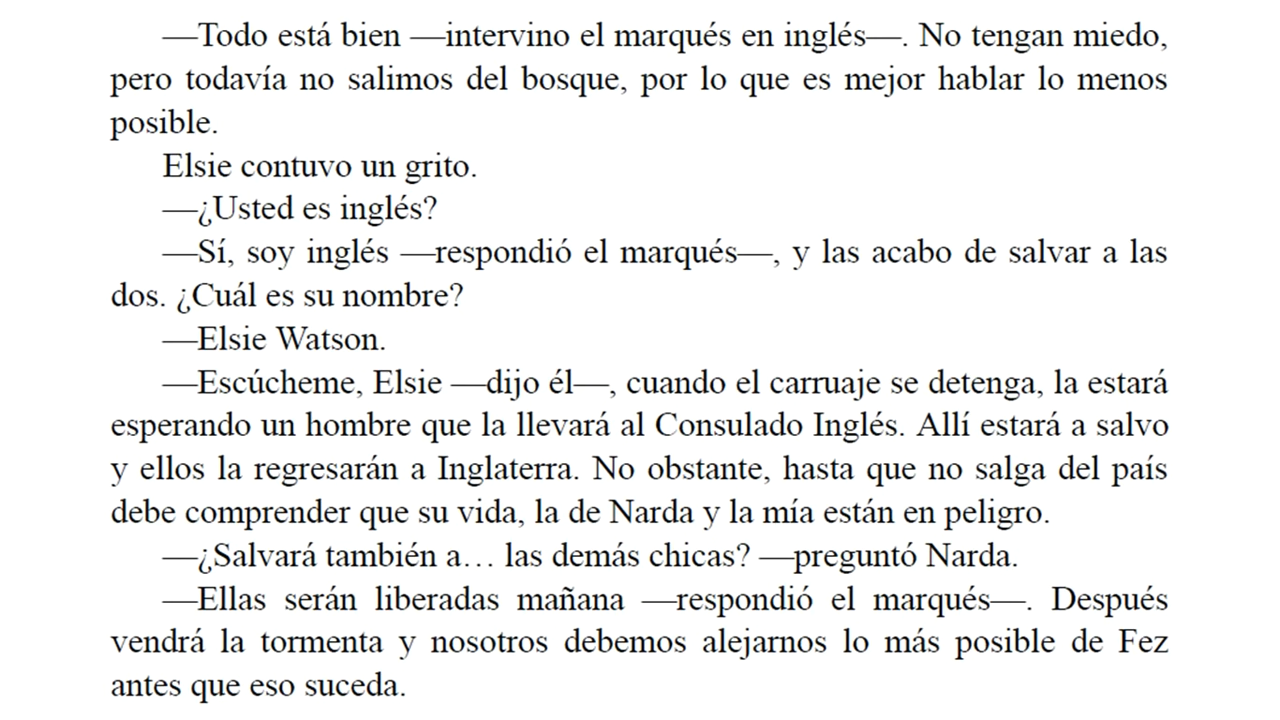 —Todo está bien —intervino el marqués en inglés—. No tengan miedo,
pero todavía no salimos del bosque, por lo que es mejor hablar lo menos
posible.
Elsie contuvo un grito.
—¿Usted es inglés?
—Sí, soy inglés —respondió el marqués—, y las acabo de salvar a las
dos. ¿Cuál es su nombre?
—Elsie Watson.
—Escúcheme, Elsie —dijo él—, cuando el carruaje se detenga, la estará
esperando un hombre que la llevará al Consulado Inglés. Allí estará a salvo
y ellos la regresarán a Inglaterra. No obstante, hasta que no salga del país
debe comprender que su vida, la de Narda y la mía están en peligro.
—¿Salvará también a… las demás chicas? —preguntó Narda.
—Ellas serán liberadas mañana —respondió el marqués—. Después
vendrá la tormenta y nosotros debemos alejarnos lo más posible de Fez
antes que eso suceda.